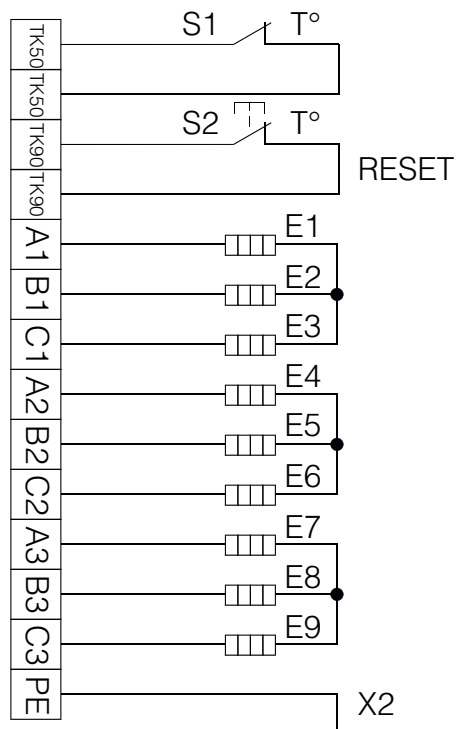 TK50 S1 T°
TK50
TK90 S2 T°
RESET
TK90
A1 E1
B1 E2
C1 E3
A2 E4
B2 E5
C2 E6
A3 E7
B3 E8
C3 E9
PE X2